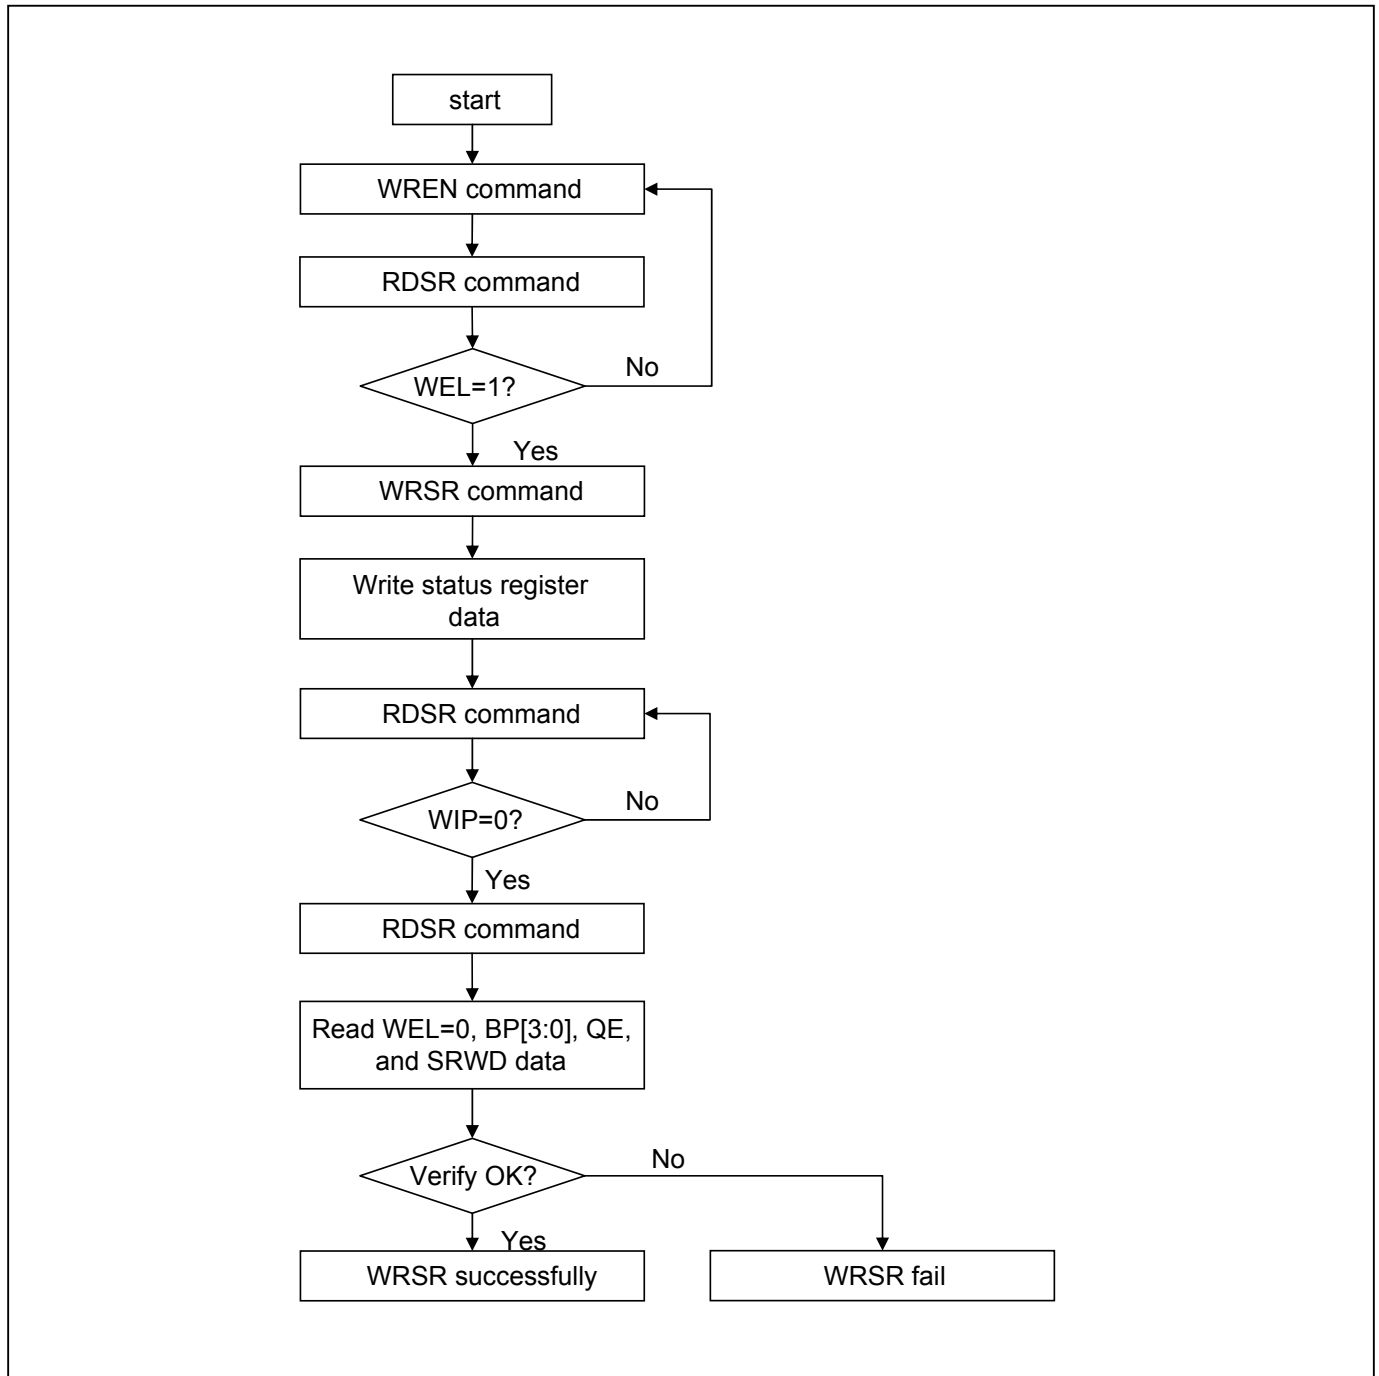 start
WREN command
RDSR command
WEL=1?
No
Yes
WRSR command
Write status register
data
RDSR command
WIP=0?
No
Yes
RDSR command
Read WEL=0, BP[3:0], QE,
and SRWD data
Verify OK?
No
Yes
WRSR successfully
WRSR fail